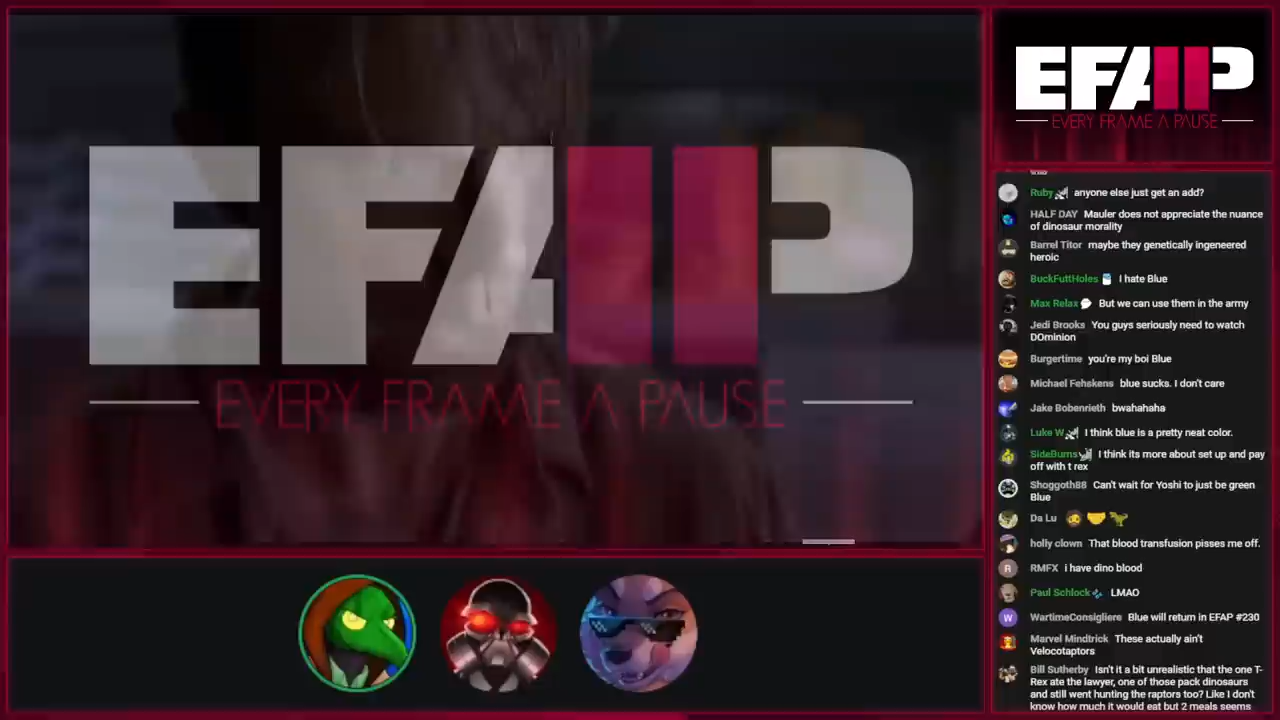 EFAP
EVERY FRAME A PAUSE
EFAP
EVERY FRAME A PAUSE
Ruby anyone else just get an add?
HALF DAY Mauler does not appreciate the nuance
of dinosaur morality
Barrel Titor maybe they genetically ingeneered
heroic
BuckFuttHoles I hate Blue
Max Relax But we can use them in the army
Jedi Brooks You guys seriously need to watch
DOminion
Burgertime you're my boi Blue
Michael Fehskens blue sucks. I don't care
Jake Bobenrieth bwahahaha
Luke W I think blue is a pretty neat color.
SideBurns I think its more about set up and pay
off with t rex
Shoggoth88 Can't wait for Yoshi to just be green
Blue
Da Lu
holly clown That blood transfusion pisses me off.
R RMFX i have dino blood
Paul Schlock LMAO
W WartimeConsigliere Blue will return in EFAP #230
Marvel Mindtrick These actually ain't
Velocotaptors
Bill Sutherby Isn't it a bit unrealistic that the one T-
Rex ate the lawyer, one of those pack dinosaurs
and still went hunting the raptors too? Like I don't
know how much it would eat but 2 meals seems